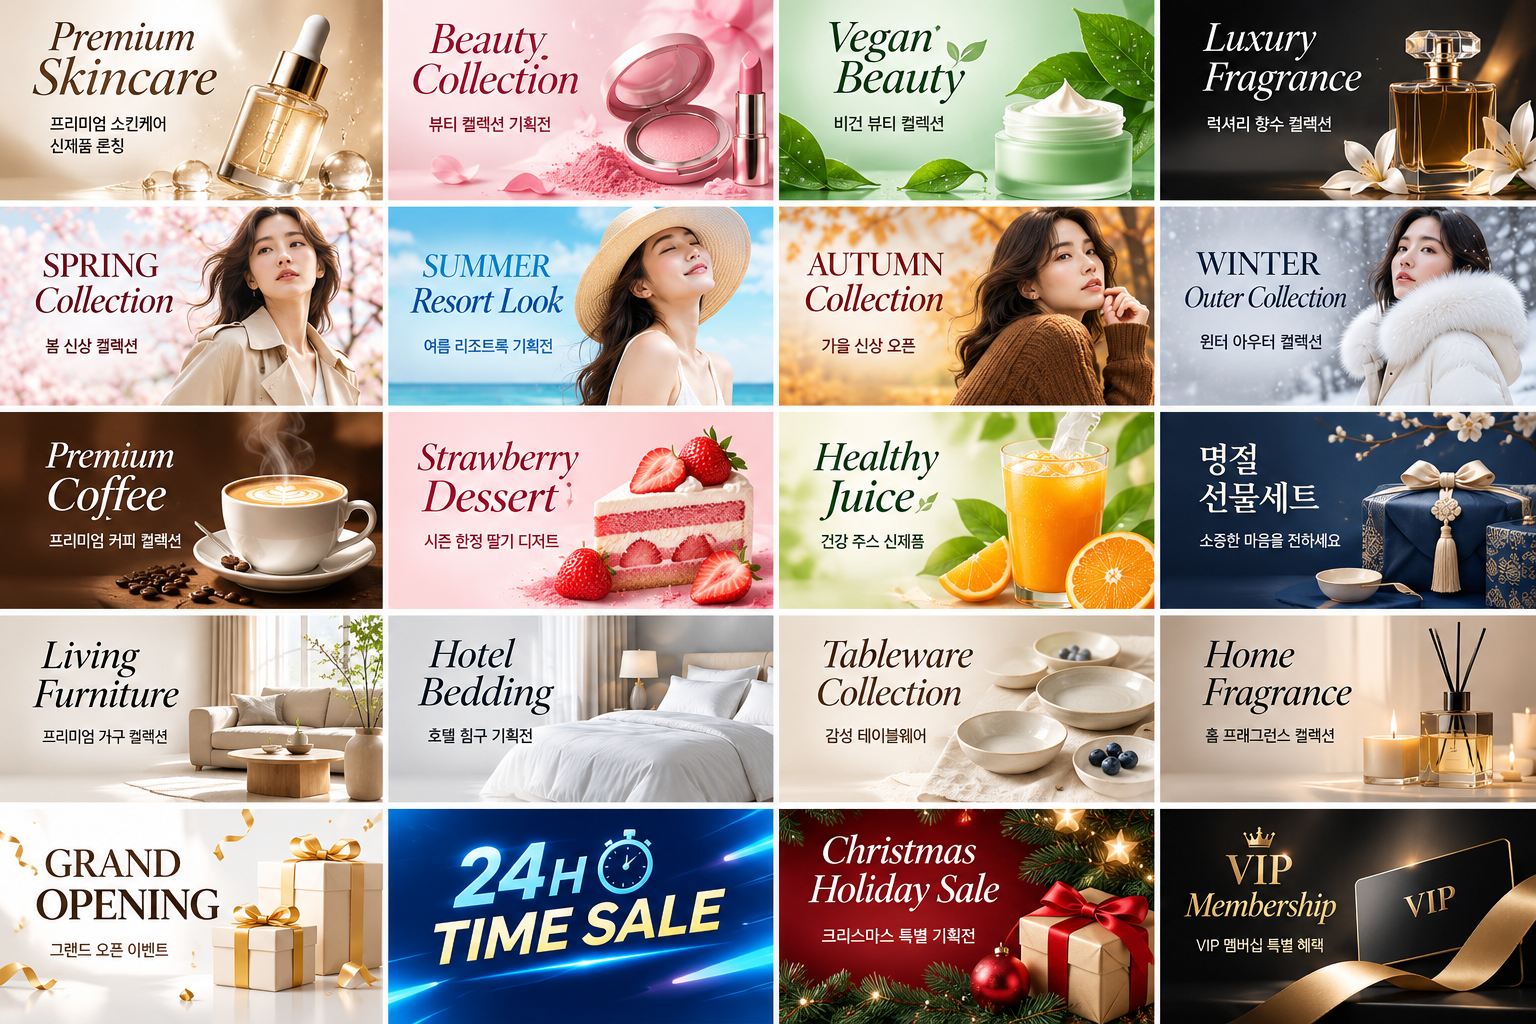 Premium
Skincare
프리미엄 소킨케어
신제품 론칭
Beauty
Collection
뷰티 컬렉션 기획전
Vegan
Beauty
비건 뷰티 컬렉션
Luxury
Fragrance
럭셔리 향수 컬렉션
SPRING
Collection
봄 신상 컬렉션
SUMMER
Resort Look
여름 리조트룩 기획전
AUTUMN
Collection
가을 신상 오픈
WINTER
Outer Collection
윈터 아우터 컬렉션
Premium
Coffee
프리미엄 커피 컬렉션
Strawberry
Dessert
시즌 한정 딸기 디저트
Healthy
Juice
건강 주스 신제품
명절
선물세트
소중한 마음을 전하세요
Living
Furniture
프리미엄 가구 컬렉션
Hotel
Bedding
호텔 침구 기획전
Tableware
Collection
감성 테이블웨어
Home
Fragrance
홈 프래그런스 컬렉션
GRAND
OPENING
그랜드 오픈 이벤트
24H
TIME SALE
Christmas
Holiday Sale
크리스마스 특별 기획전
VIP
Membership
VIP 멤버십 특별 혜택
VIP